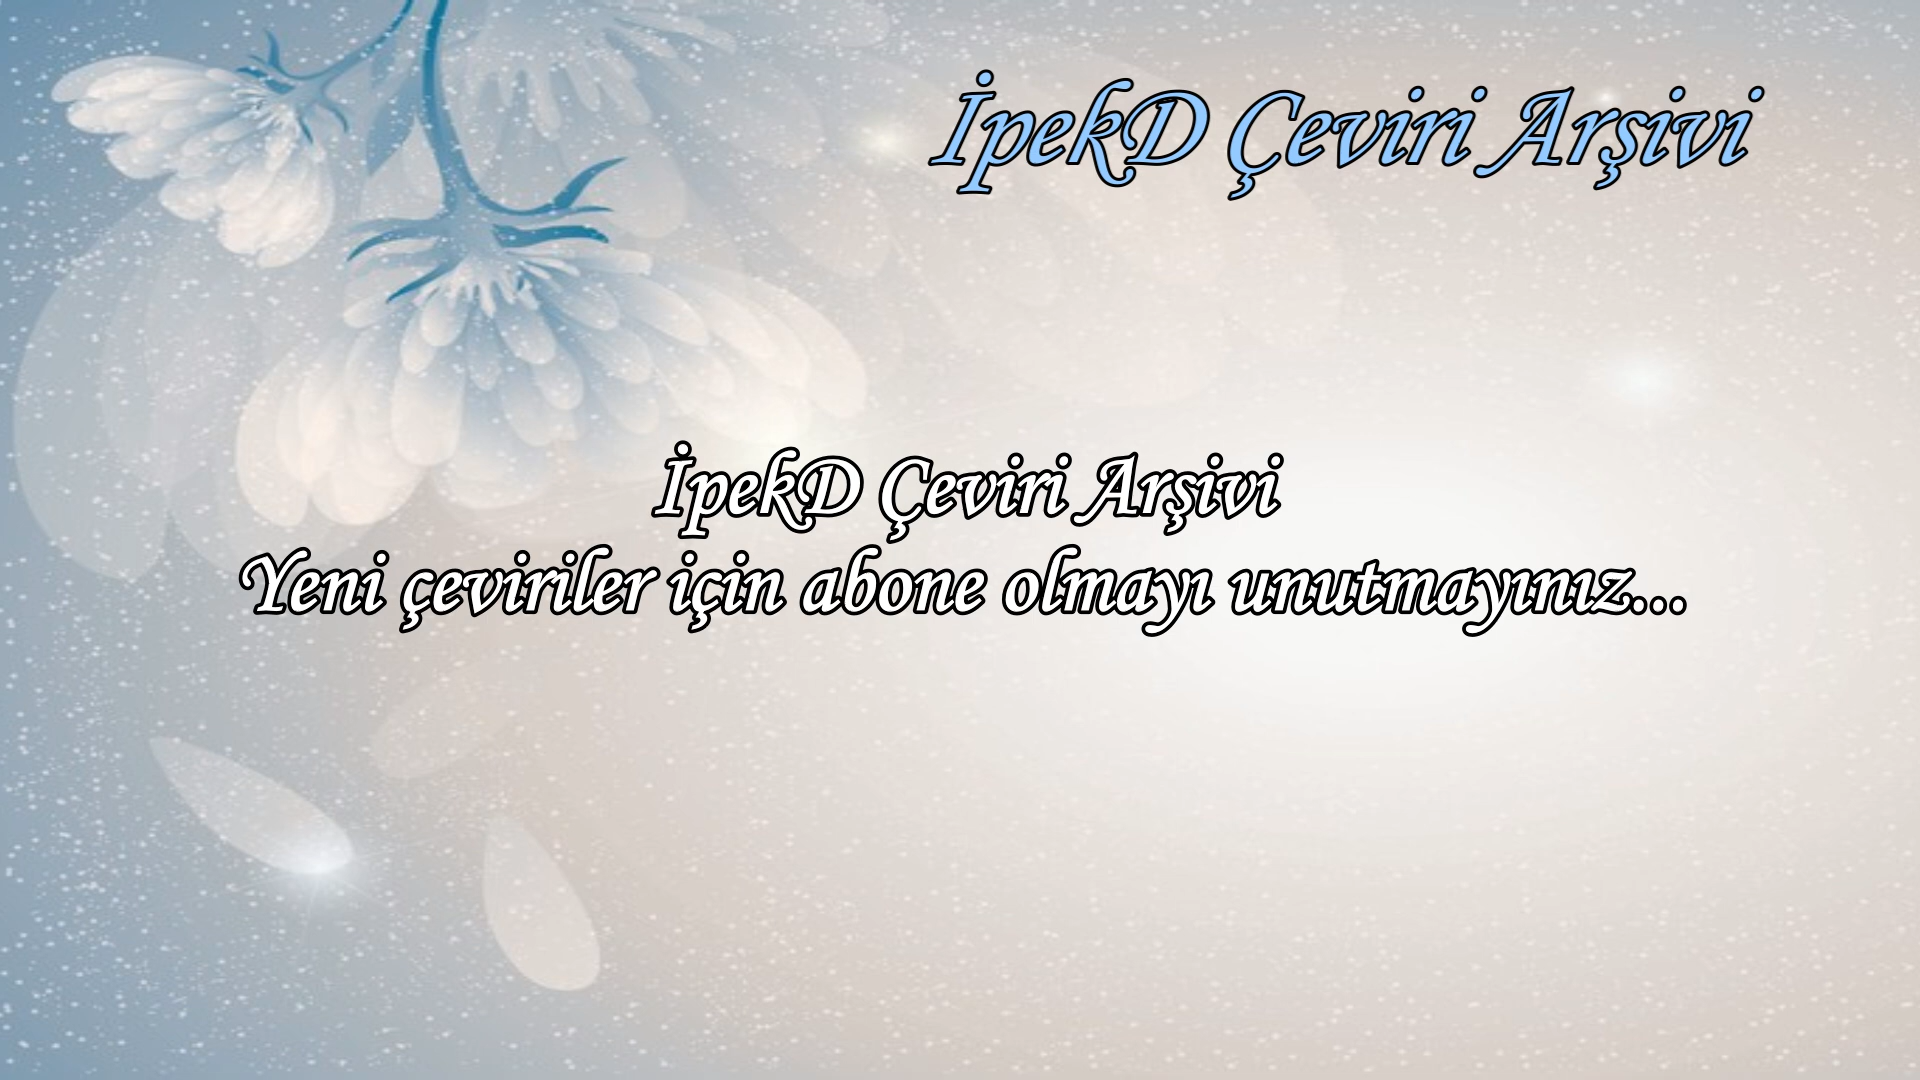 İpekD Çeviri Arşivi
İpekD Çeviri Arşivi
Yeni çeviriler için abone olmayı unutmayınız...